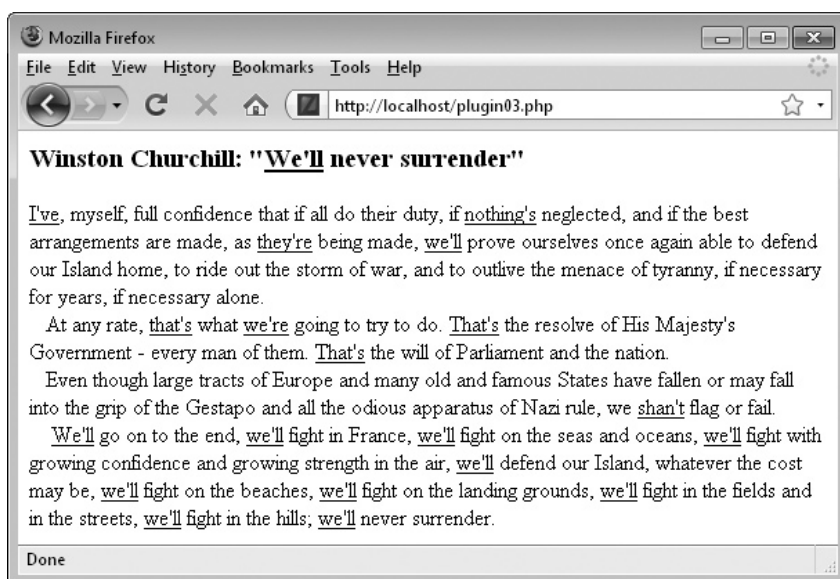 Mozilla Firefox
File Edit View History Bookmarks Tools Help
http://localhost/plugin03.php
Winston Churchill: "We'll never surrender"
I've, myself, full confidence that if all do their duty, if nothing's neglected, and if the best
arrangements are made, as they're being made, we'll prove ourselves once again able to defend
our Island home, to ride out the storm of war, and to outlive the menace of tyranny, if necessary
for years, if necessary alone.
At any rate, that's what we're going to try to do. That's the resolve of His Majesty's
Government - every man of them. That's the will of Parliament and the nation.
Even though large tracts of Europe and many old and famous States have fallen or may fall
into the grip of the Gestapo and all the odious apparatus of Nazi rule, we shan't flag or fail.
We'll go on to the end, we'll fight in France, we'll fight on the seas and oceans, we'll fight with
growing confidence and growing strength in the air, we'll defend our Island, whatever the cost
may be, we'll fight on the beaches, we'll fight on the landing grounds, we'll fight in the fields and
in the streets, we'll fight in the hills; we'll never surrender.
Done